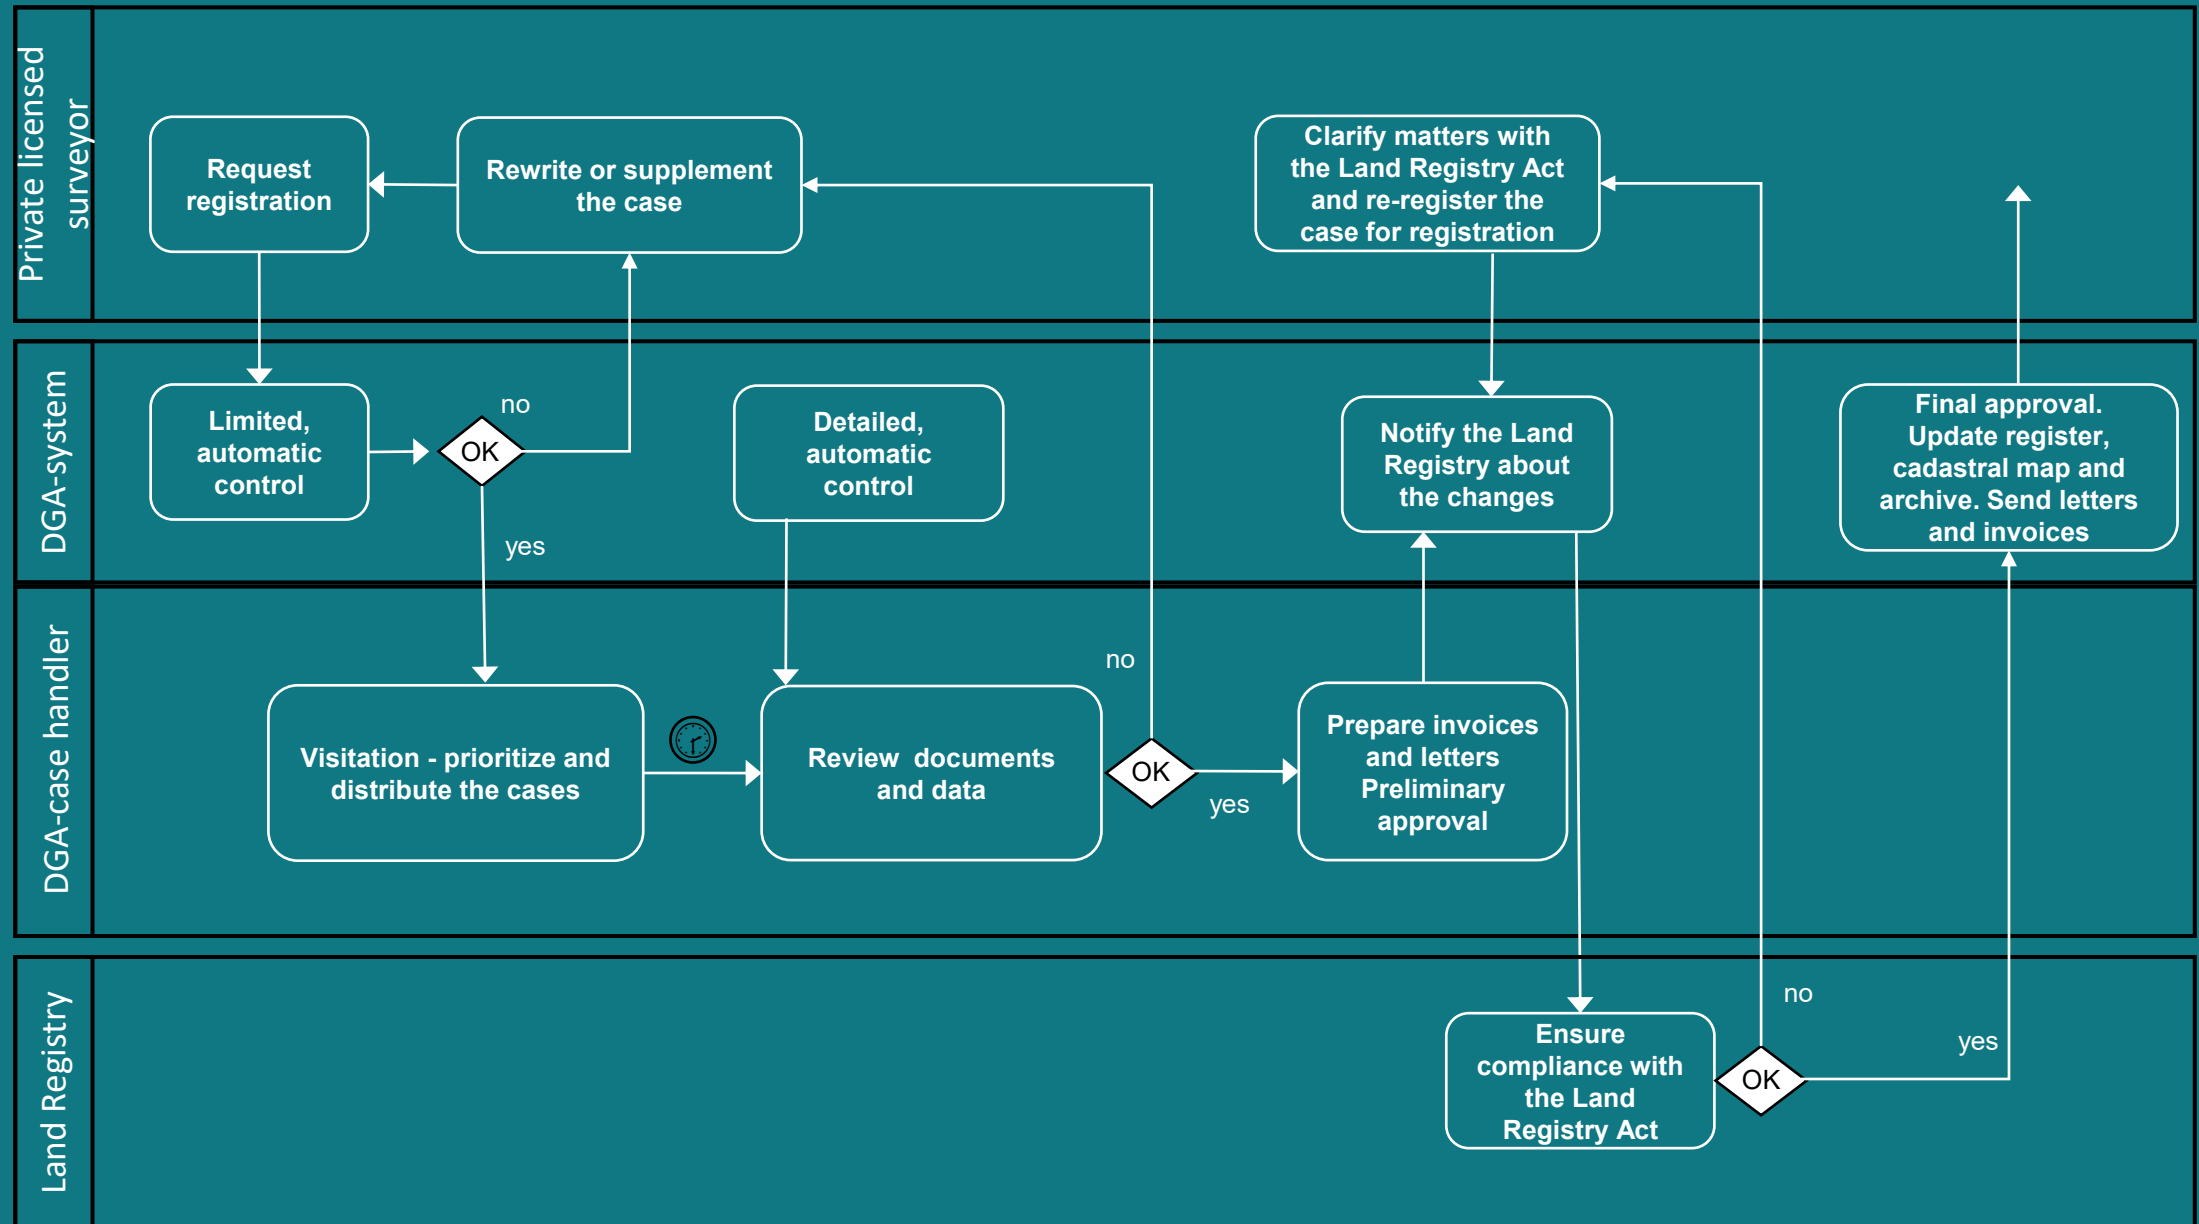 Private licensed
surveyor
Request
registration
Rewrite or supplement
the case
Clarify matters with
the Land Registry Act
and re-register the
case for registration
DGA-system
Limited,
automatic
control
OK
no
yes
Detailed,
automatic
control
Notify the Land
Registry about
the changes
Final approval.
Update register,
cadastral map and
archive. Send letters
and invoices
DGA-case handler
Visitation - prioritize and
distribute the cases
Review documents
and data
no
OK
yes
Prepare invoices
and letters
Preliminary
approval
Land Registry
Ensure
compliance with
the Land
Registry Act
OK
no
yes